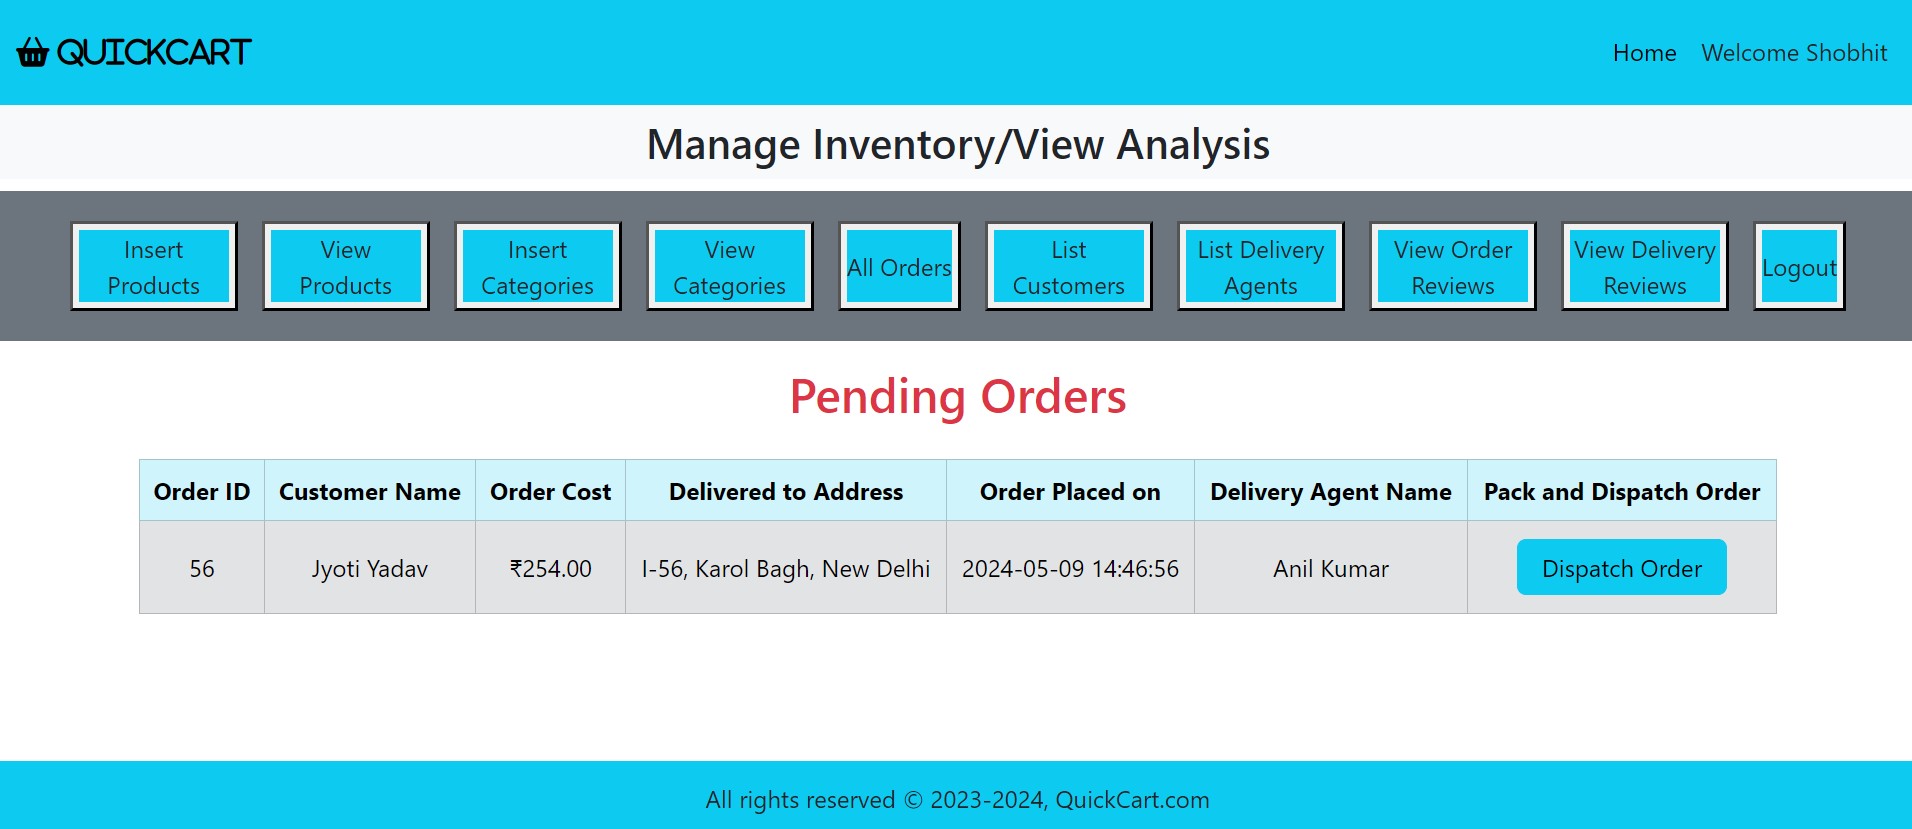 QUICKCART
Home Welcome Shobhit
Manage Inventory/View Analysis
Insert Products
View Products
Insert Categories
View Categories
All Orders
List Customers
List Delivery Agents
View Order Reviews
View Delivery Reviews
Logout
Pending Orders
Order ID Customer Name Order Cost Delivered to Address Order Placed on Delivery Agent Name Pack and Dispatch Order
56 Jyoti Yadav ₹254.00 I-56, Karol Bagh, New Delhi 2024-05-09 14:46:56 Anil Kumar Dispatch Order
All rights reserved © 2023-2024, QuickCart.com